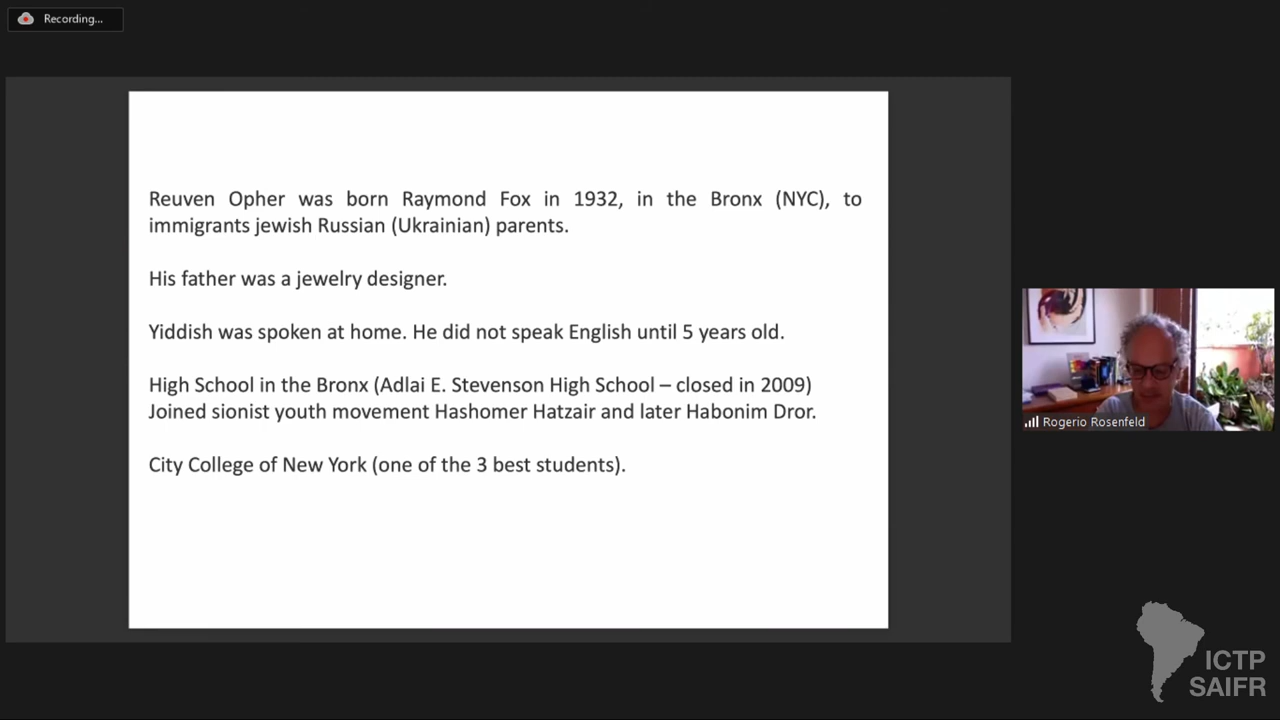 Recording...
Reuven Opher was born Raymond Fox in 1932, in the Bronx (NYC), to
immigrants jewish Russian (Ukrainian) parents.
His father was a jewelry designer.
Yiddish was spoken at home. He did not speak English until 5 years old.
High School in the Bronx (Adlai E. Stevenson High School – closed in 2009)
Joined sionist youth movement Hashomer Hatzair and later Habonim Dror.
City College of New York (one of the 3 best students).
Rogerio Rosenfeld
ICTP
SAIFR